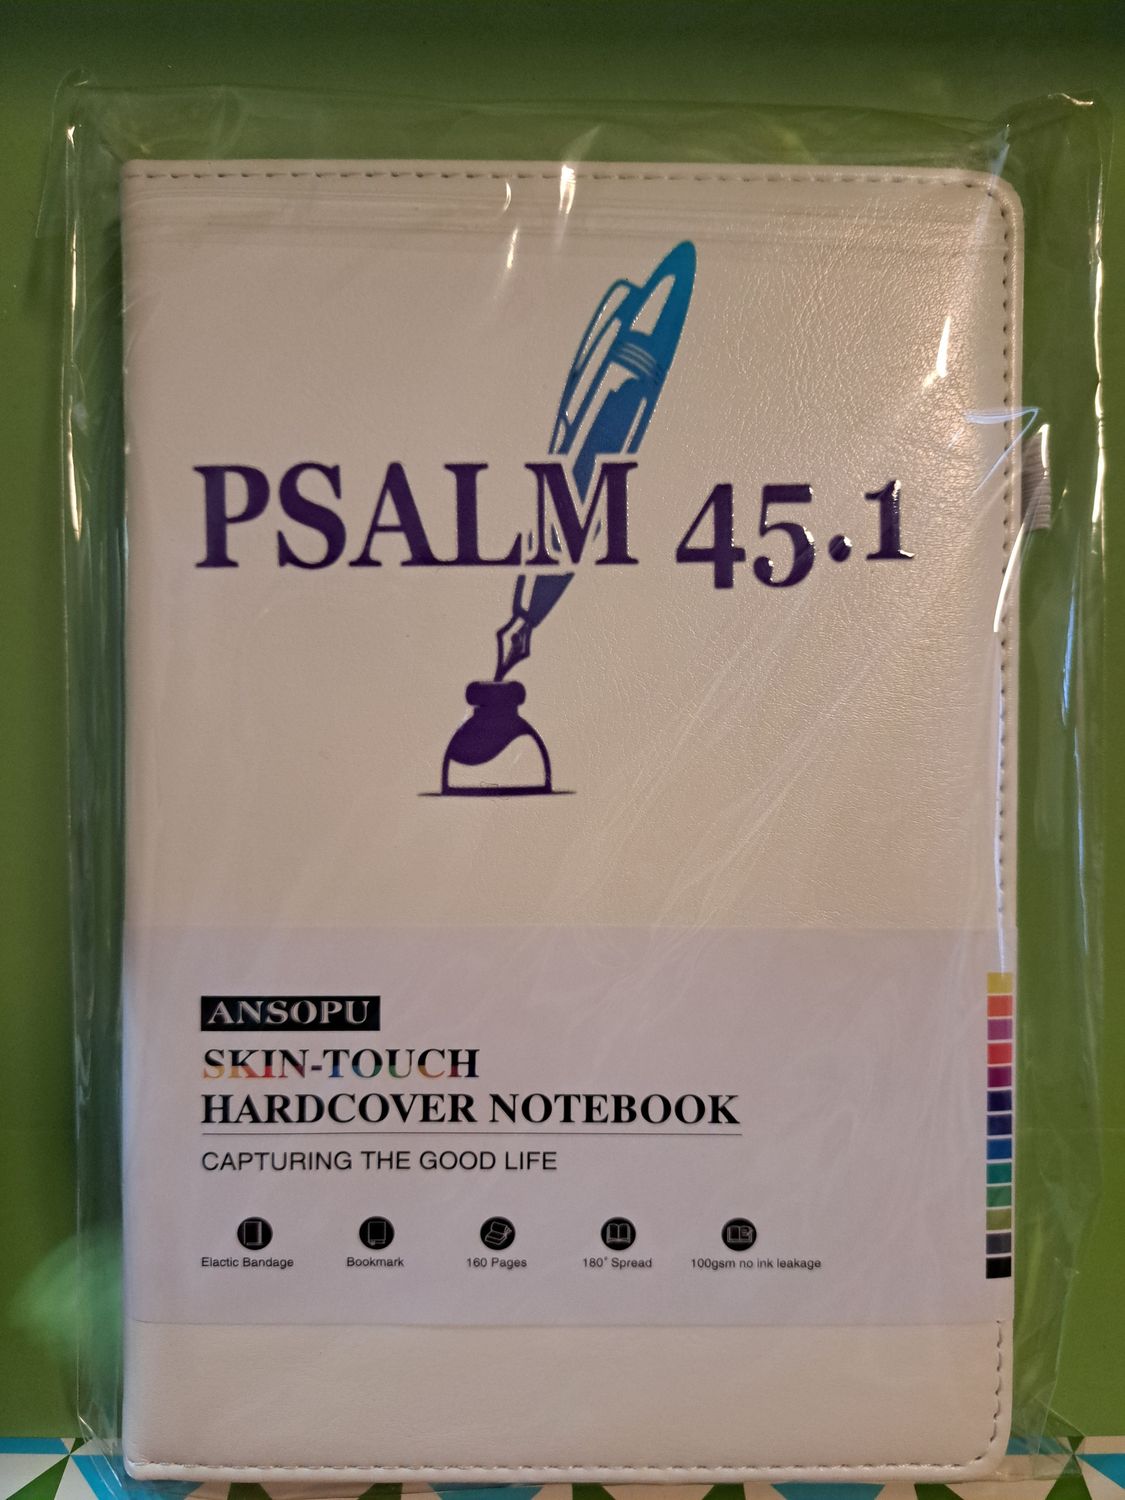 PSALM 45.1
ANSOPU
SKIN-TOUCH
HARDCOVER NOTEBOOK
CAPTURING THE GOOD LIFE
Elactic Bandage Bookmark 160 Pages 180° Spread 100gsm no ink leakage